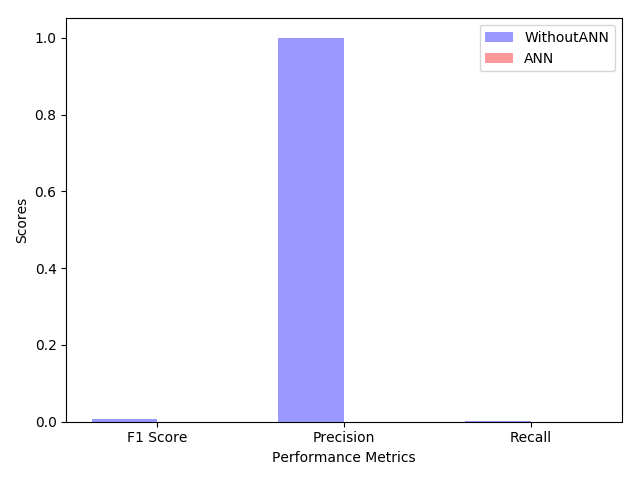 WithoutANN
ANN
1.0
0.8
0.6
0.4
0.2
0.0
Scores
F1 Score
Precision
Recall
Performance Metrics